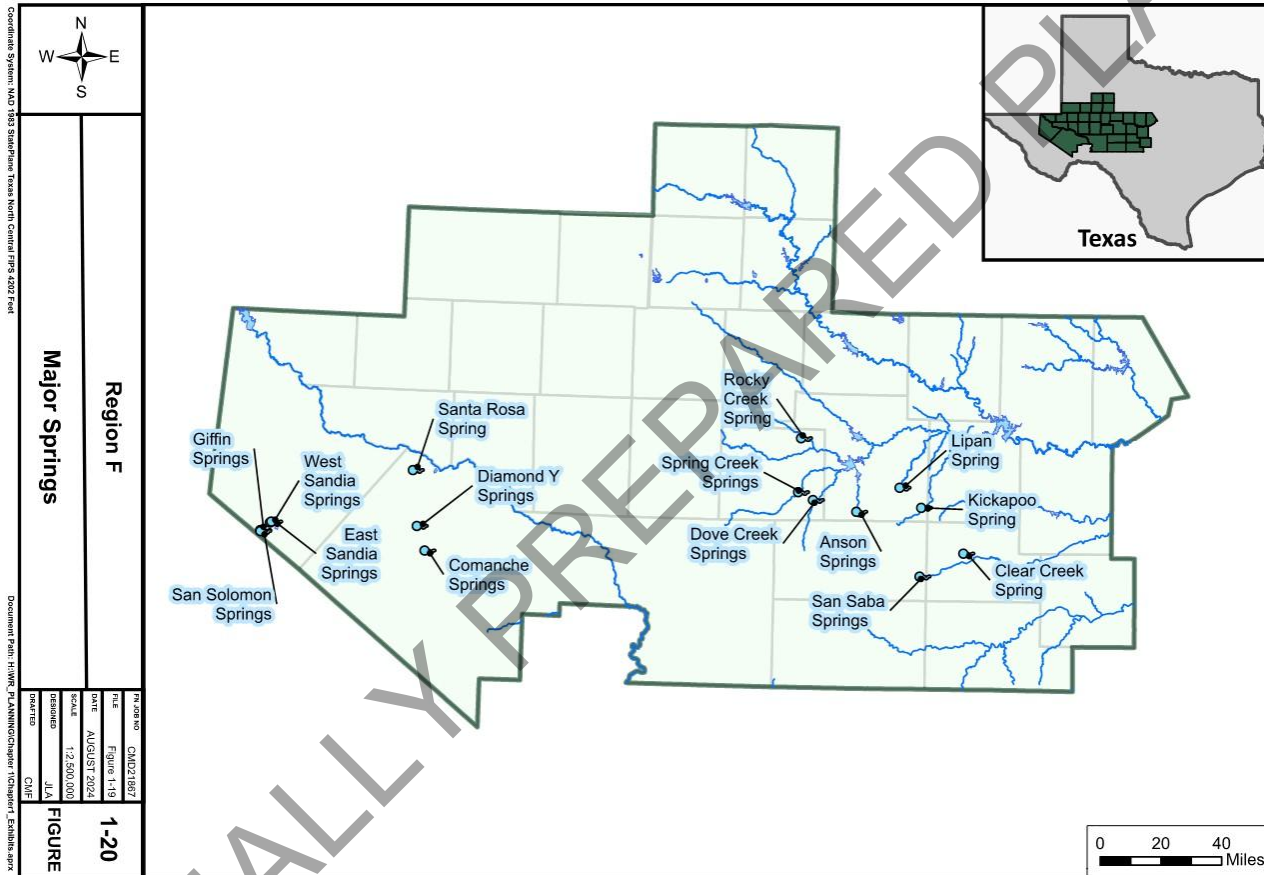 N
W E
S
Coordinate System: NAD 1983 StatePlane Texas North Central FIPS 4202 Feet
Document Path: H:\WR_PLANNING\Chapter 1\Chapter1_Exhibits.aprx
Region F
Major Springs
FN JOB NO CMD21867
FILE Figure 1-19
DATE AUGUST 2024
SCALE 1:2,500,000
DESIGNED JLA
DRAFTED CMF
1-20
FIGURE
Texas
Rocky
Creek
Spring
Santa Rosa
Spring
Giffin
Springs
West
Sandia
Springs
Diamond Y
Springs
Spring Creek
Springs
Lipan
Spring
Kickapoo
Spring
East
Sandia
Springs
Dove Creek
Springs
Anson
Springs
Comanche
Springs
Clear Creek
Spring
San Solomon
Springs
San Saba
Springs
0 20 40
Miles
IALLY PREPARED PLA